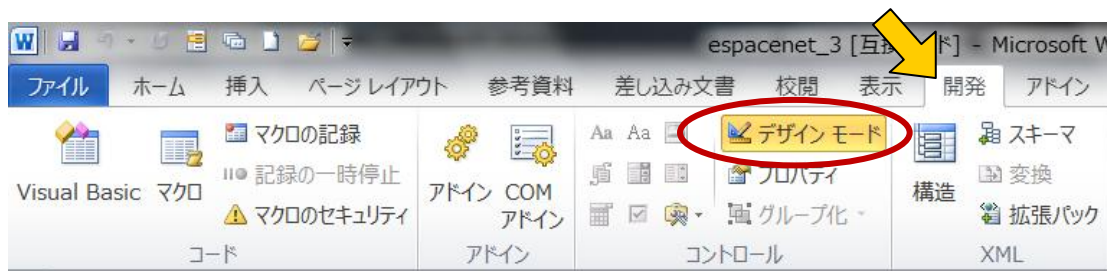 espacenet_3 [互換 ド] - Microsoft W
ファイル ホーム 挿入 ページ レイアウト 参考資料 差し込み文書 校閲 表示 開発 アドイン
Visual Basic マクロ マクロの記録
記録の一時停止
マクロのセキュリティ
アドイン COM アドイン
Aa Aa デザイン モード
プロパティ
グループ化
構造 スキーマ
変換
拡張パック
コード アドイン コントロール XML